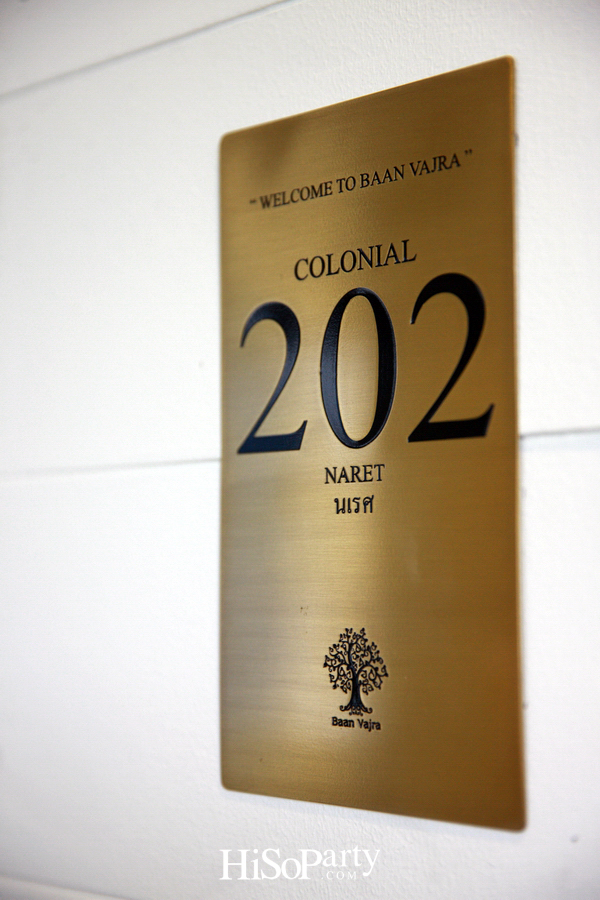 "WELCOME TO BAAN VAJRA"
COLONIAL
202
NARET
นเรศ
Baan Vajra
HiSoParty
.COM